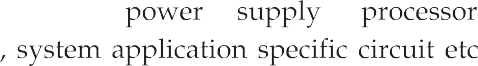 power supply processor
, system application specific circuit etc